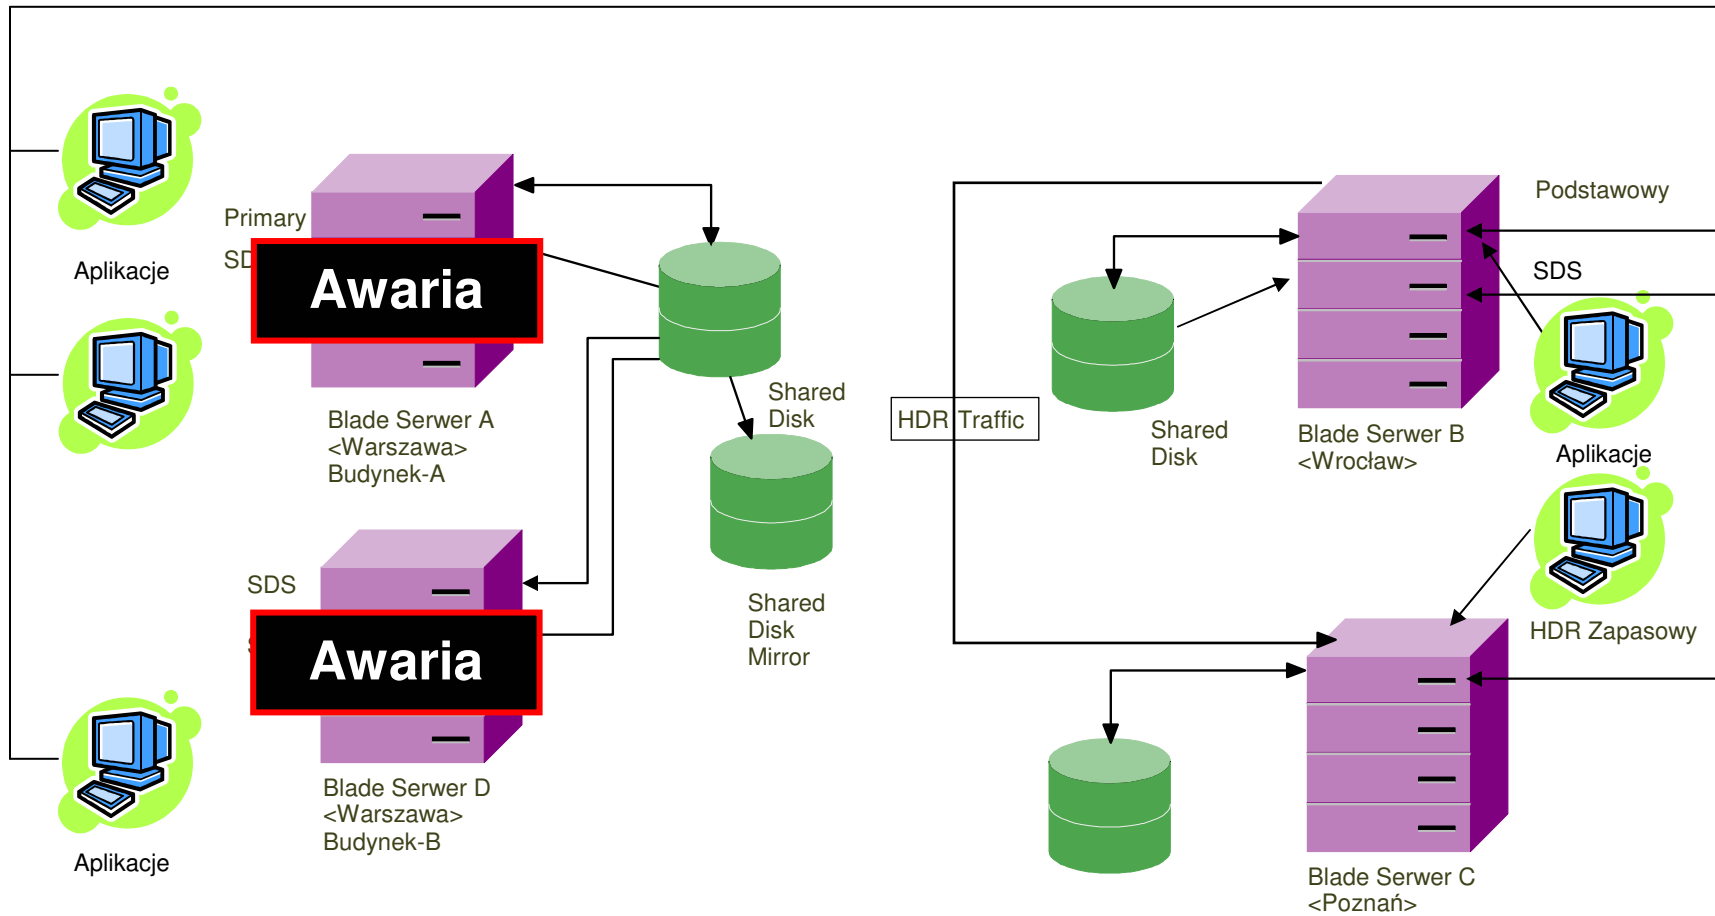 Primary
Awaria
Aplikacje
Blade Serwer A
<Warszawa>
Budynek-A
Shared
Disk
SDS
Awaria
Shared
Disk
Mirror
Blade Serwer D
<Warszawa>
Budynek-B
Aplikacje
HDR Traffic
Shared
Disk
Podstawowy
SDS
Blade Serwer B
<Wrocław>
Aplikacje
HDR Zapasowy
Blade Serwer C
<Poznań>